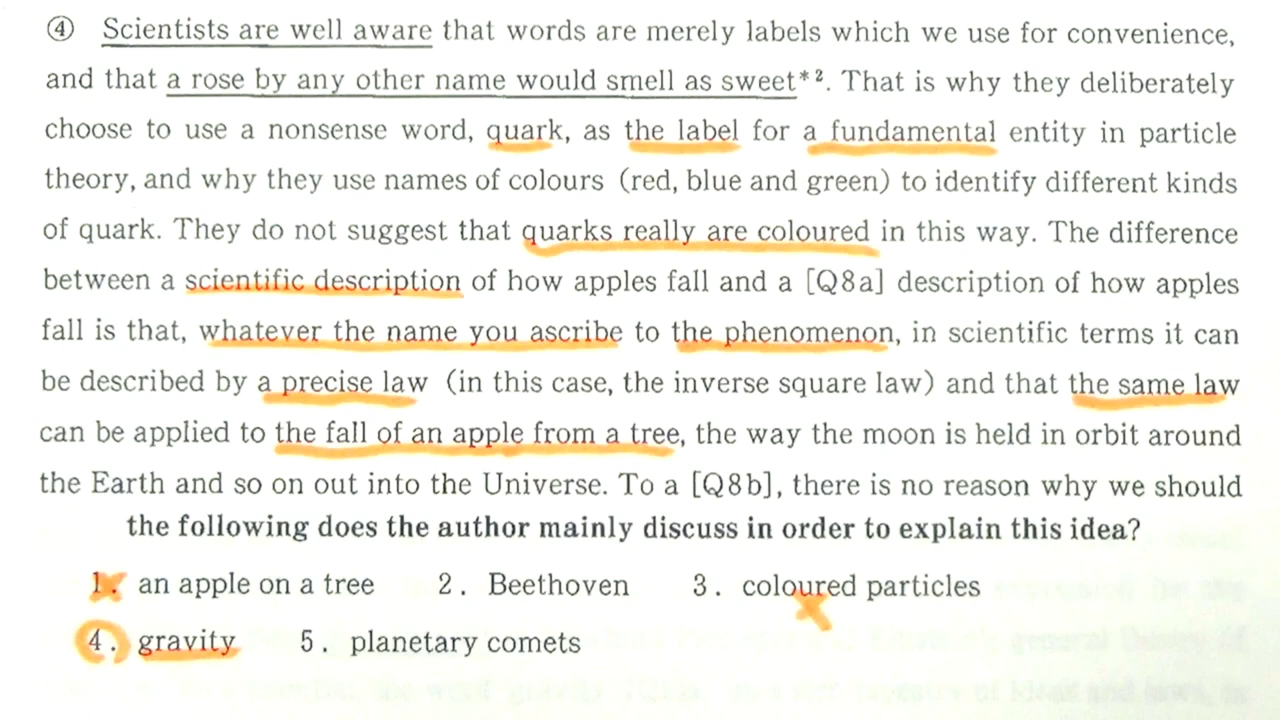 ④ Scientists are well aware that words are merely labels which we use for convenience,
and that a rose by any other name would smell as sweet*². That is why they deliberately
choose to use a nonsense word, quark, as the label for a fundamental entity in particle
theory, and why they use names of colours (red, blue and green) to identify different kinds
of quark. They do not suggest that quarks really are coloured in this way. The difference
between a scientific description of how apples fall and a [Q8a] description of how apples
fall is that, whatever the name you ascribe to the phenomenon, in scientific terms it can
be described by a precise law (in this case, the inverse square law) and that the same law
can be applied to the fall of an apple from a tree, the way the moon is held in orbit around
the Earth and so on out into the Universe. To a [Q8b], there is no reason why we should
the following does the author mainly discuss in order to explain this idea?
1. an apple on a tree 2. Beethoven 3. coloured particles
4. gravity 5. planetary comets